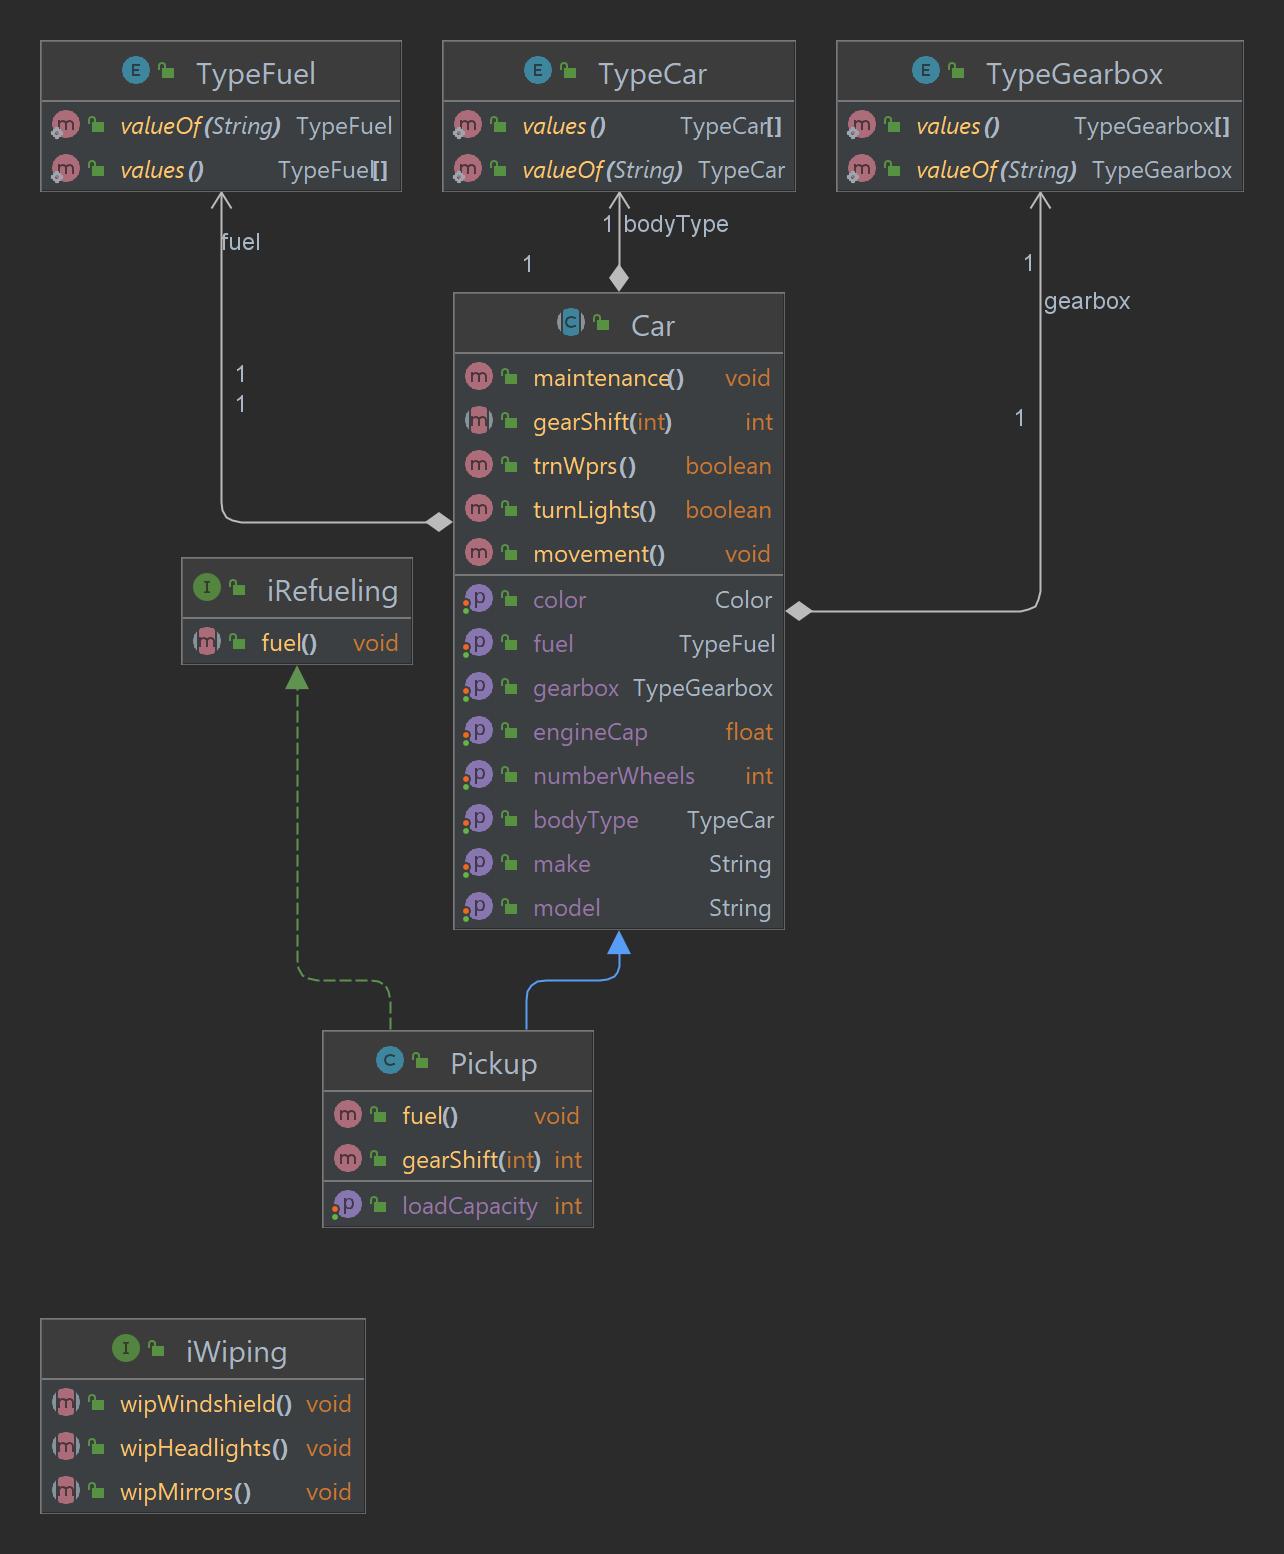 E TypeFuel
m valueOf(String) TypeFuel
m values() TypeFuel[]
E TypeCar
m values() TypeCar[]
m valueOf(String) TypeCar
E TypeGearbox
m values() TypeGearbox[]
m valueOf(String) TypeGearbox
fuel
1
1
1 bodyType
1
1
gearbox
1
C Car
m maintenance() void
m gearShift(int) int
m trnWprs() boolean
m turnLights() boolean
m movement() void
p color Color
p fuel TypeFuel
p gearbox TypeGearbox
p engineCap float
p numberWheels int
p bodyType TypeCar
p make String
p model String
I iRefueling
m fuel() void
C Pickup
m fuel() void
m gearShift(int) int
p loadCapacity int
I iWiping
m wipWindshield() void
m wipHeadlights() void
m wipMirrors() void